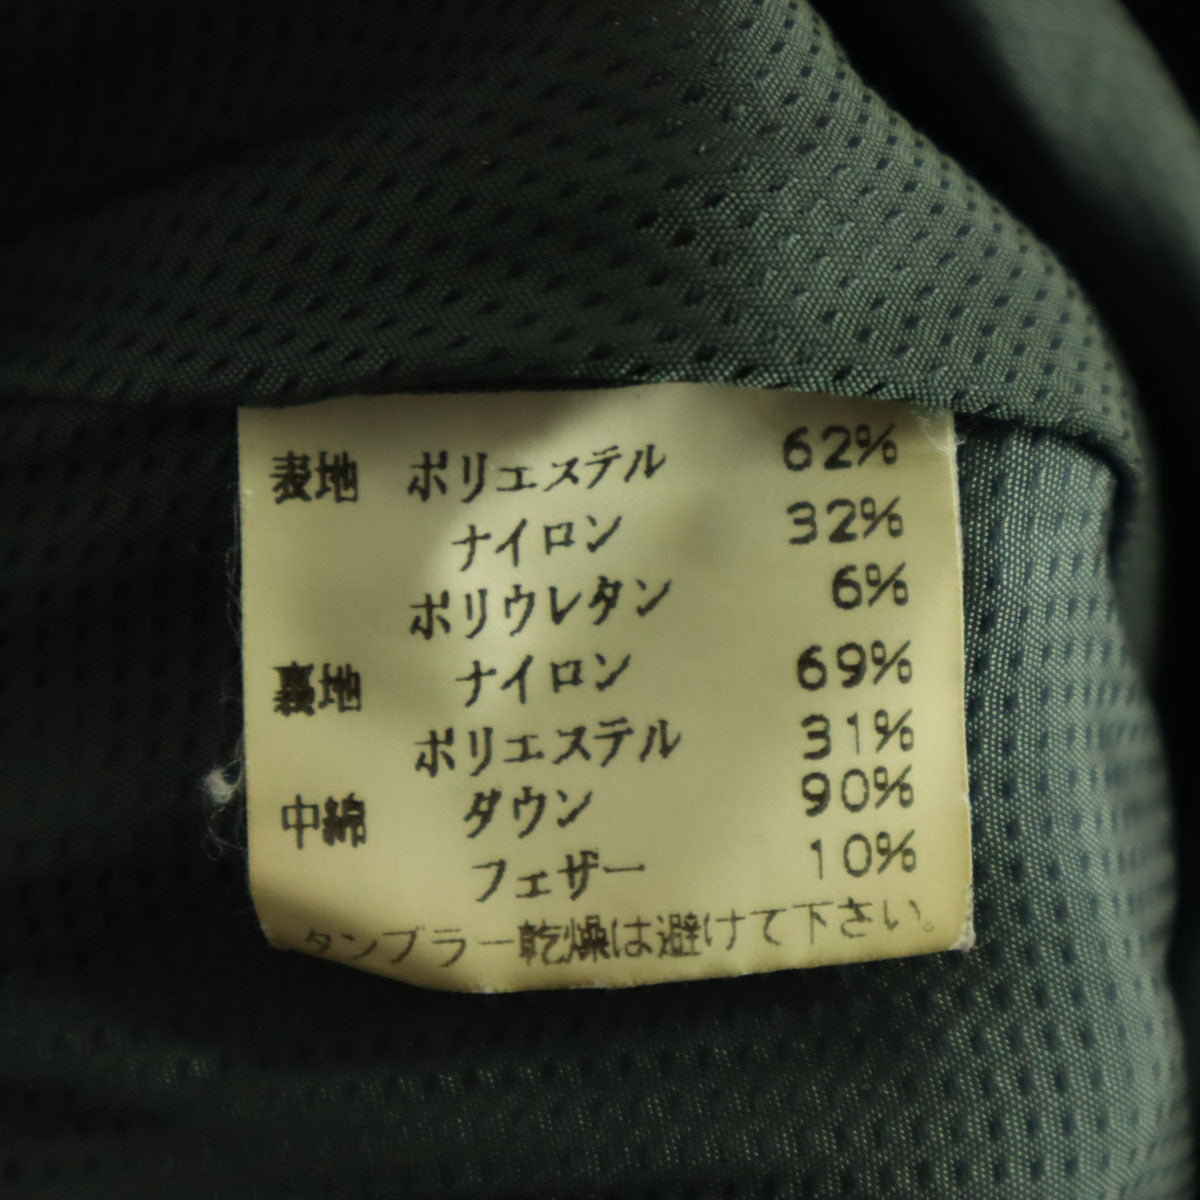 表地 ポリエステル 62%
ナイロン 32%
ポリウレタン 6%
裏地 ナイロン 69%
ポリエステル 31%
中綿 ダウン 90%
フェザー 10%
タンブラー乾燥は避けて下さい。